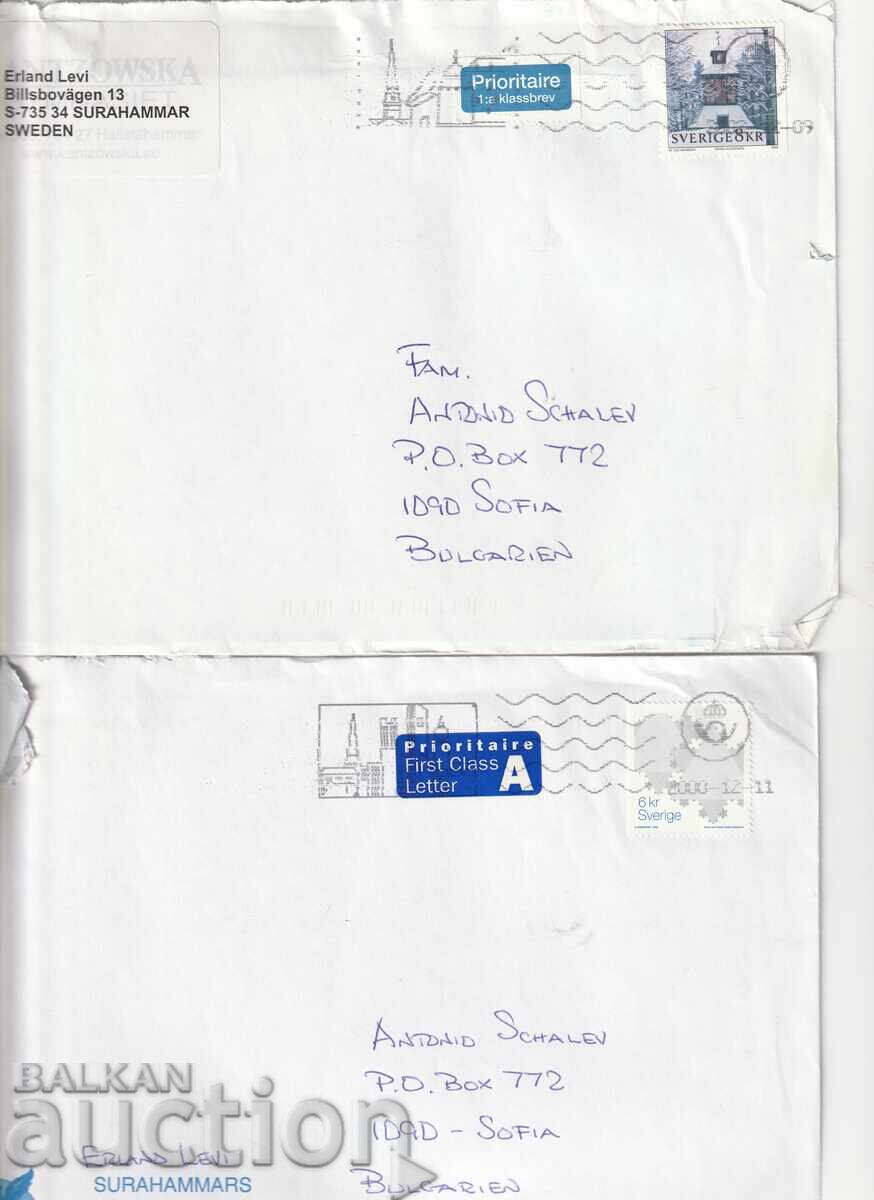 Erland Levi
Billsbovägen 13
S-735 34 SURAHAMMAR
SWEDEN
Prioritaire
1:a klassbrev
SVERIGE 8KR
FAM.
ANTONIO SCHALEV
P.O. BOX 772
1090 SOFIA
BULGARIEN
Prioritaire
First Class
Letter
A
2000-12-11
6 kr
Sverige
ANTONIO SCHALEV
P.O. BOX 772
1090 - SOFIA
BULGARIEN
BALKAN
auction
ERLAND LEVI
SURAHAMMARS